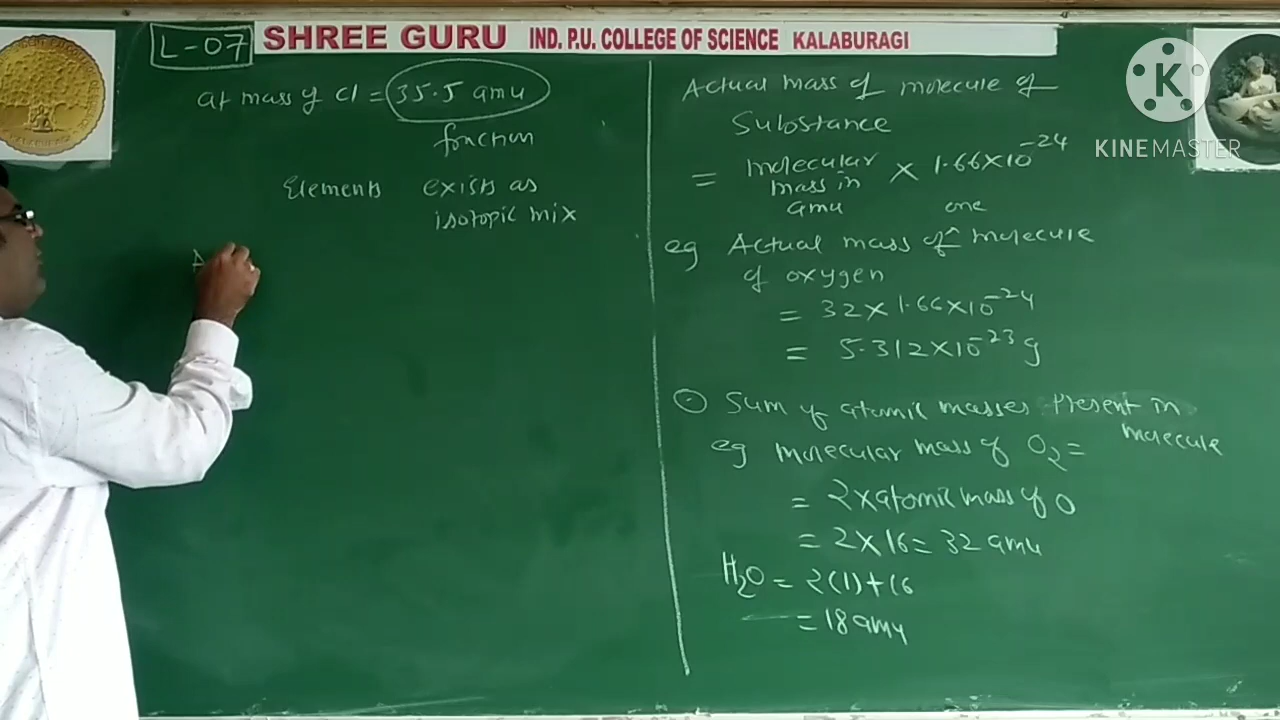 L-07
SHREE GURU IND. P.U. COLLEGE OF SCIENCE KALABURAGI
at mass of Cl = 35.5 amu
fraction
Elements exists as
isotopic mix
A
Actual mass of molecule of
Substance
= molecular mass in amu × 1.66×10⁻²⁴
eg Actual mass of one molecule
of oxygen
= 32×1.66×10⁻²⁴
= 5.312×10⁻²³ g
Sum of atomic masses Present in
molecule
eg molecular mass of O₂ =
= 2×atomic mass of O
= 2×16 = 32 amu
H₂O = 2(1)+16
= 18 amu
K
KINEMASTER